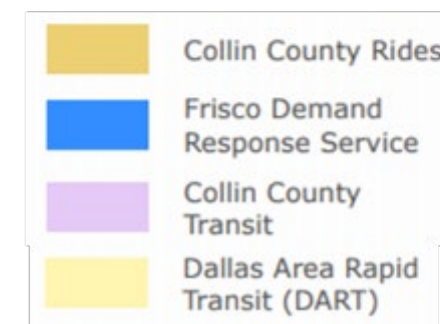 Collin County Rides
Frisco Demand
Response Service
Collin County
Transit
Dallas Area Rapid
Transit (DART)